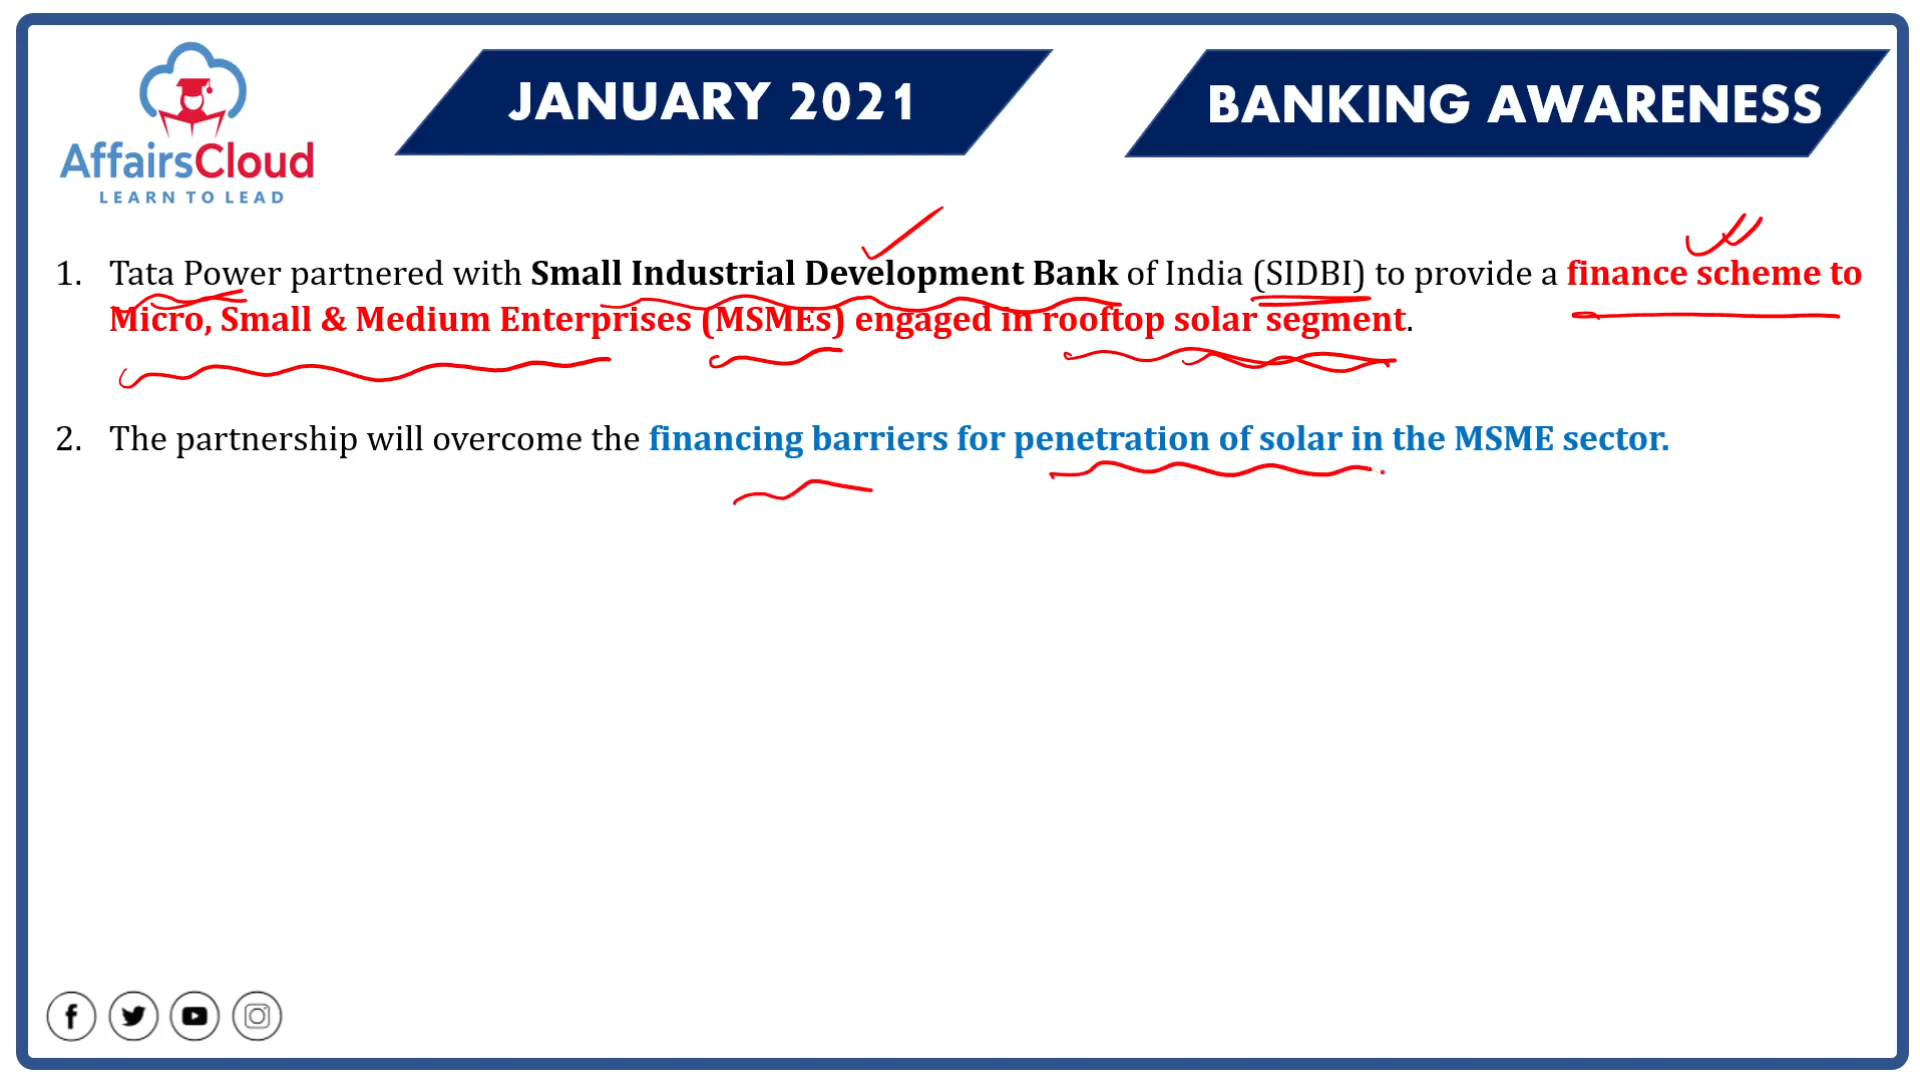 AffairsCloud
LEARN TO LEAD
JANUARY 2021
BANKING AWARENESS
1. Tata Power partnered with Small Industrial Development Bank of India (SIDBI) to provide a finance scheme to
Micro, Small & Medium Enterprises (MSMEs) engaged in rooftop solar segment.
2. The partnership will overcome the financing barriers for penetration of solar in the MSME sector.